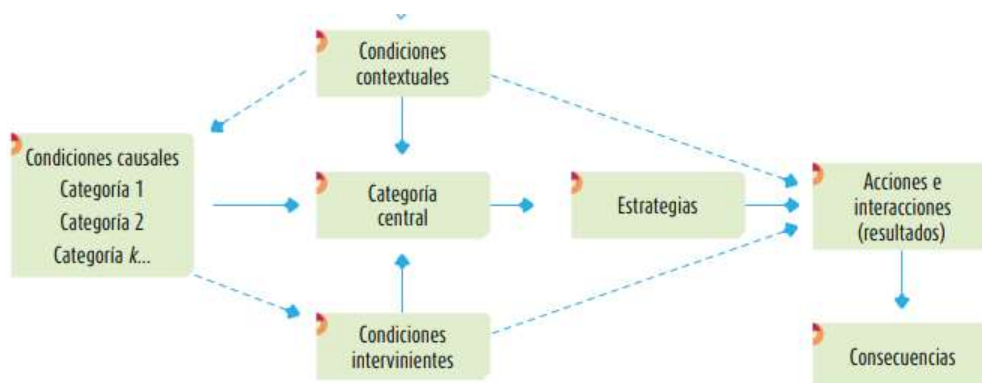 Condiciones
contextuales
Condiciones causales
Categoría 1
Categoría 2
Categoría k...
Categoría
central
Estrategias
Acciones e
interacciones
(resultados)
Condiciones
intervinientes
Consecuencias